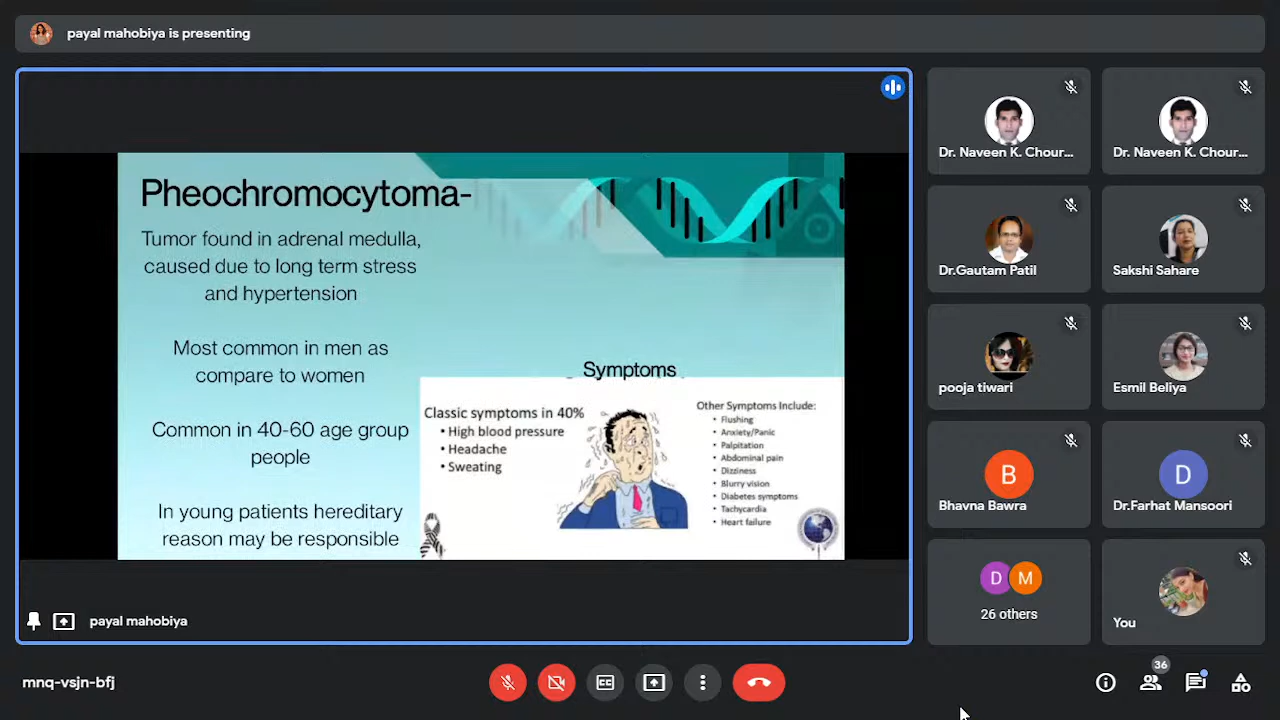 payal mahobiya is presenting
Pheochromocytoma-
Tumor found in adrenal medulla,
caused due to long term stress
and hypertension
Most common in men as
compare to women
Common in 40-60 age group
people
In young patients hereditary
reason may be responsible
Symptoms
Classic symptoms in 40%
• High blood pressure
• Headache
• Sweating
Other Symptoms Include:
• Flushing
• Anxiety/Panic
• Palpitation
• Abdominal pain
• Dizziness
• Blurry vision
• Diabetes symptoms
• Tachycardia
• Heart failure
payal mahobiya
Dr. Naveen K. Chour...
Dr. Naveen K. Chour...
Dr.Gautam Patil
Sakshi Sahare
pooja tiwari
Esmil Beliya
B
Bhavna Bawra
D
Dr.Farhat Mansoori
D M
26 others
You
mnq-vsjn-bfj
CC
36